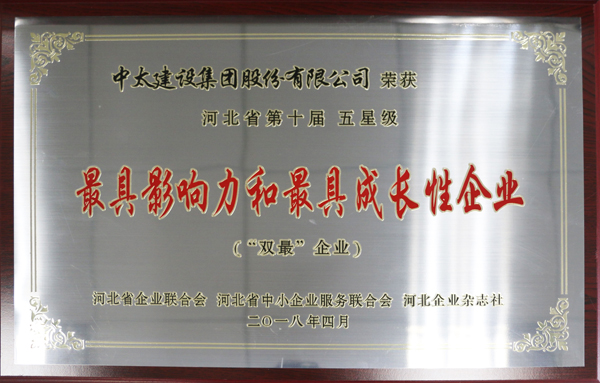 中太建设集团股份有限公司 荣获
河北省第十届 五星级
最具影响力和最具成长性企业
(“双最”企业)
河北省企业联合会 河北省中小企业服务联合会 河北企业杂志社
二〇一八年四月